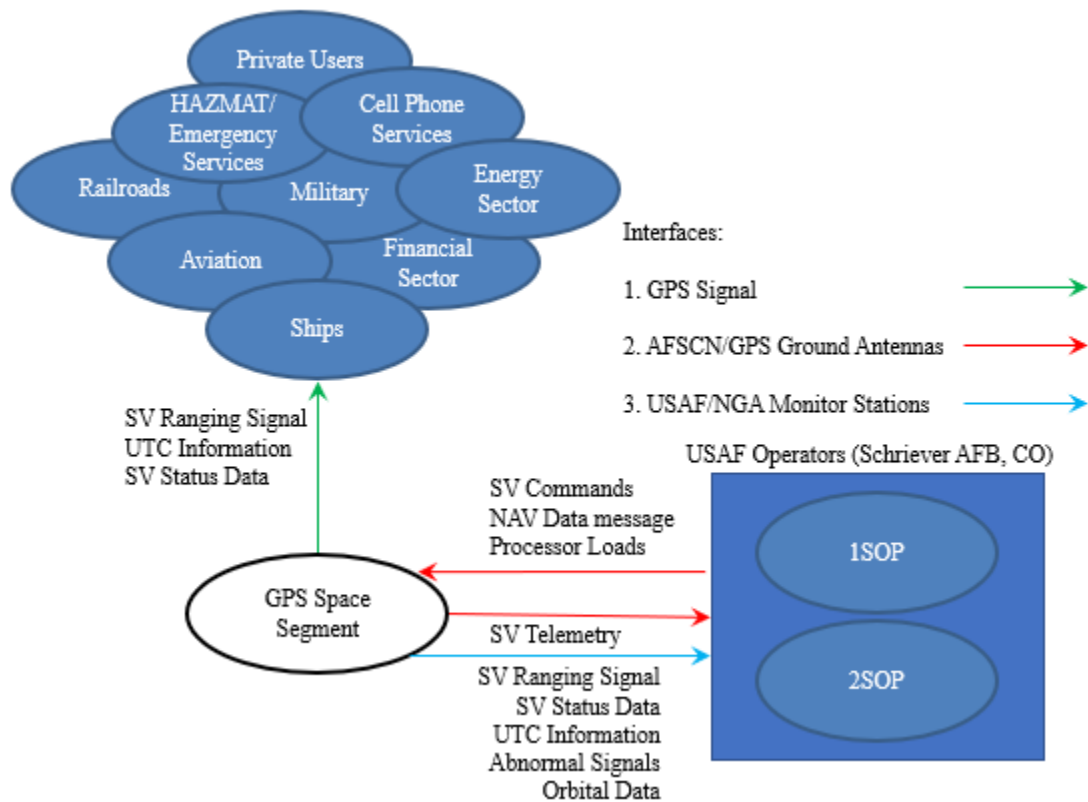 Private Users
HAZMAT/
Emergency
Services
Cell Phone
Services
Railroads
Military
Energy
Sector
Aviation
Financial
Sector
Ships
Interfaces:
1. GPS Signal
2. AFSCN/GPS Ground Antennas
3. USAF/NGA Monitor Stations
SV Ranging Signal
UTC Information
SV Status Data
USAF Operators (Schriever AFB, CO)
SV Commands
NAV Data message
Processor Loads
1SOP
GPS Space
Segment
SV Telemetry
2SOP
SV Ranging Signal
SV Status Data
UTC Information
Abnormal Signals
Orbital Data